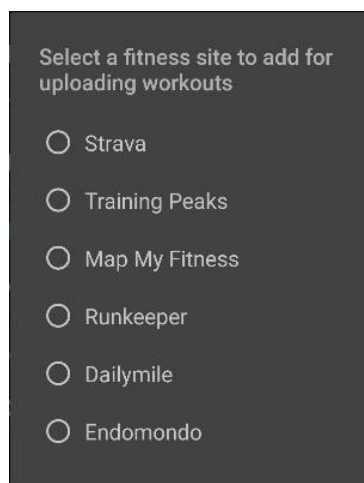 Select a fitness site to add for
uploading workouts
Strava
Training Peaks
Map My Fitness
Runkeeper
Dailymile
Endomondo